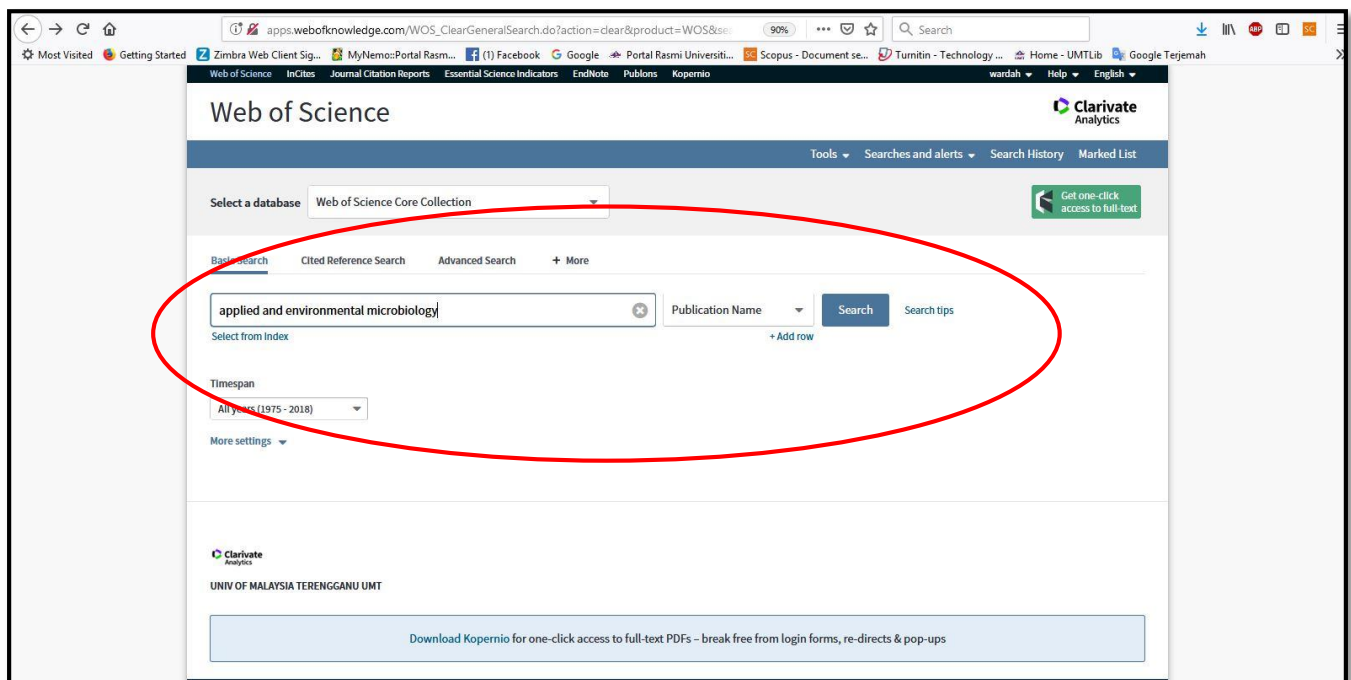 apps.webofknowledge.com/WOS_ClearGeneralSearch.do?action=clear&product=WOS&se
90%
Search
ABP
SC
Most Visited Getting Started Zimbra Web Client Sig... MyNemo::Portal Rasm... (1) Facebook Google Portal Rasmi Universiti... Scopus - Document se... Turnitin - Technology ... Home - UMTLib Google Terjemah
Web of Science InCites Journal Citation Reports Essential Science Indicators EndNote Publons Kopernio wardah Help English
Web of Science
Clarivate
Analytics
Tools Searches and alerts Search History Marked List
Select a database Web of Science Core Collection
Get one-click
access to full-text
Basic Search Cited Reference Search Advanced Search + More
applied and environmental microbiology Publication Name Search Search tips
Select from Index + Add row
Timespan
All years (1975 - 2018)
More settings
Clarivate
Analytics
UNIV OF MALAYSIA TERENGGANU UMT
Download Kopernio for one-click access to full-text PDFs – break free from login forms, re-directs & pop-ups